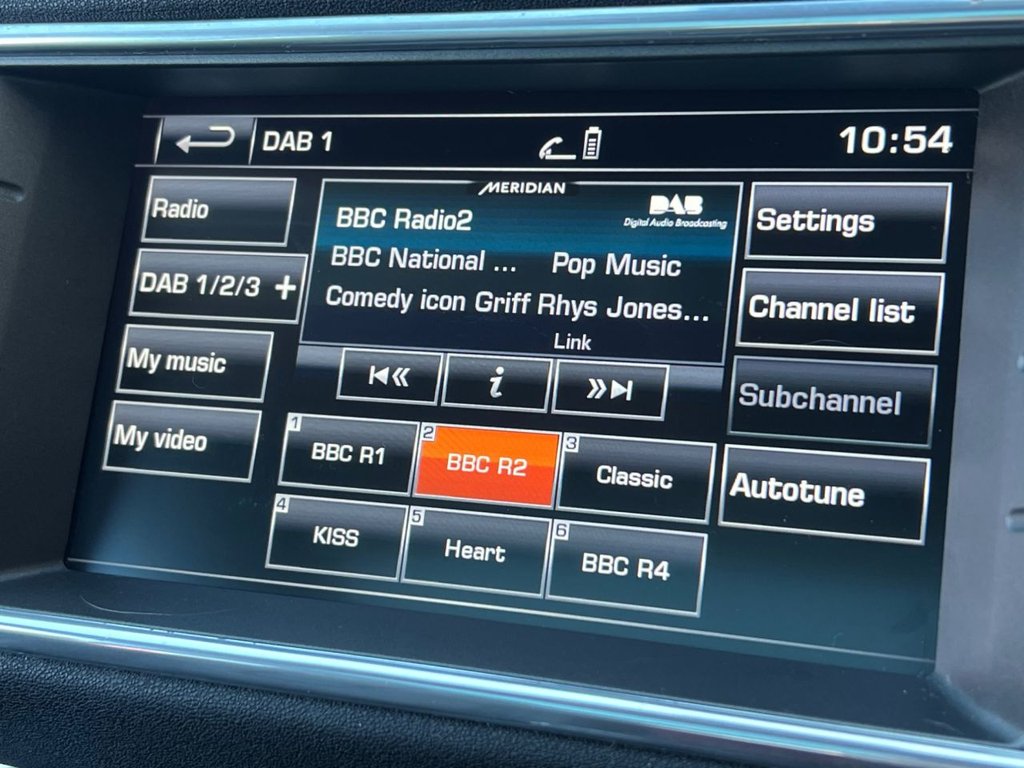 DAB 1
10:54
Radio
DAB 1/2/3 +
My music
My video
MERIDIAN
DAB
Digital Audio Broadcasting
BBC Radio2
BBC National ... Pop Music
Comedy icon Griff Rhys Jones...
Link
i
1 BBC R1
2 BBC R2
3 Classic
4 KISS
5 Heart
6 BBC R4
Settings
Channel list
Subchannel
Autotune